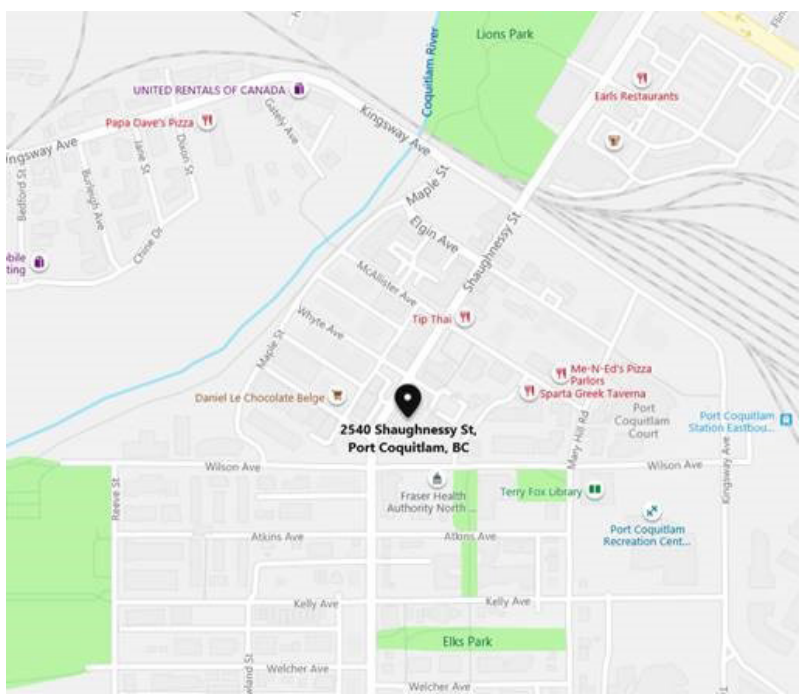 Lions Park
Coquitlam River
Earls Restaurants
UNITED RENTALS OF CANADA
Papa Dave's Pizza
Gately Ave
Kingsway Ave
Jane St
Dixon St
Bedford St
Burleigh Ave
Chine Dr
Maple St
Elgin Ave
Shaughnessy St
McAllister Ave
Tip Thai
Whyte Ave
Maple St
Me-N-Ed's Pizza
Parlors
Sparta Greek Taverna
Daniel Le Chocolate Belge
Port
Coquitlam
Court
Port Coquitlam
Station Eastbou...
2540 Shaughnessy St,
Port Coquitlam, BC
Mary Hill Rd
Wilson Ave
Wilson Ave
Kingsway Ave
Reeve St
Fraser Health
Authority North ...
Terry Fox Library
Port Coquitlam
Recreation Cent...
Atkins Ave
Atkins Ave
Kelly Ave
Kelly Ave
Elks Park
Welcher Ave
Welcher Ave